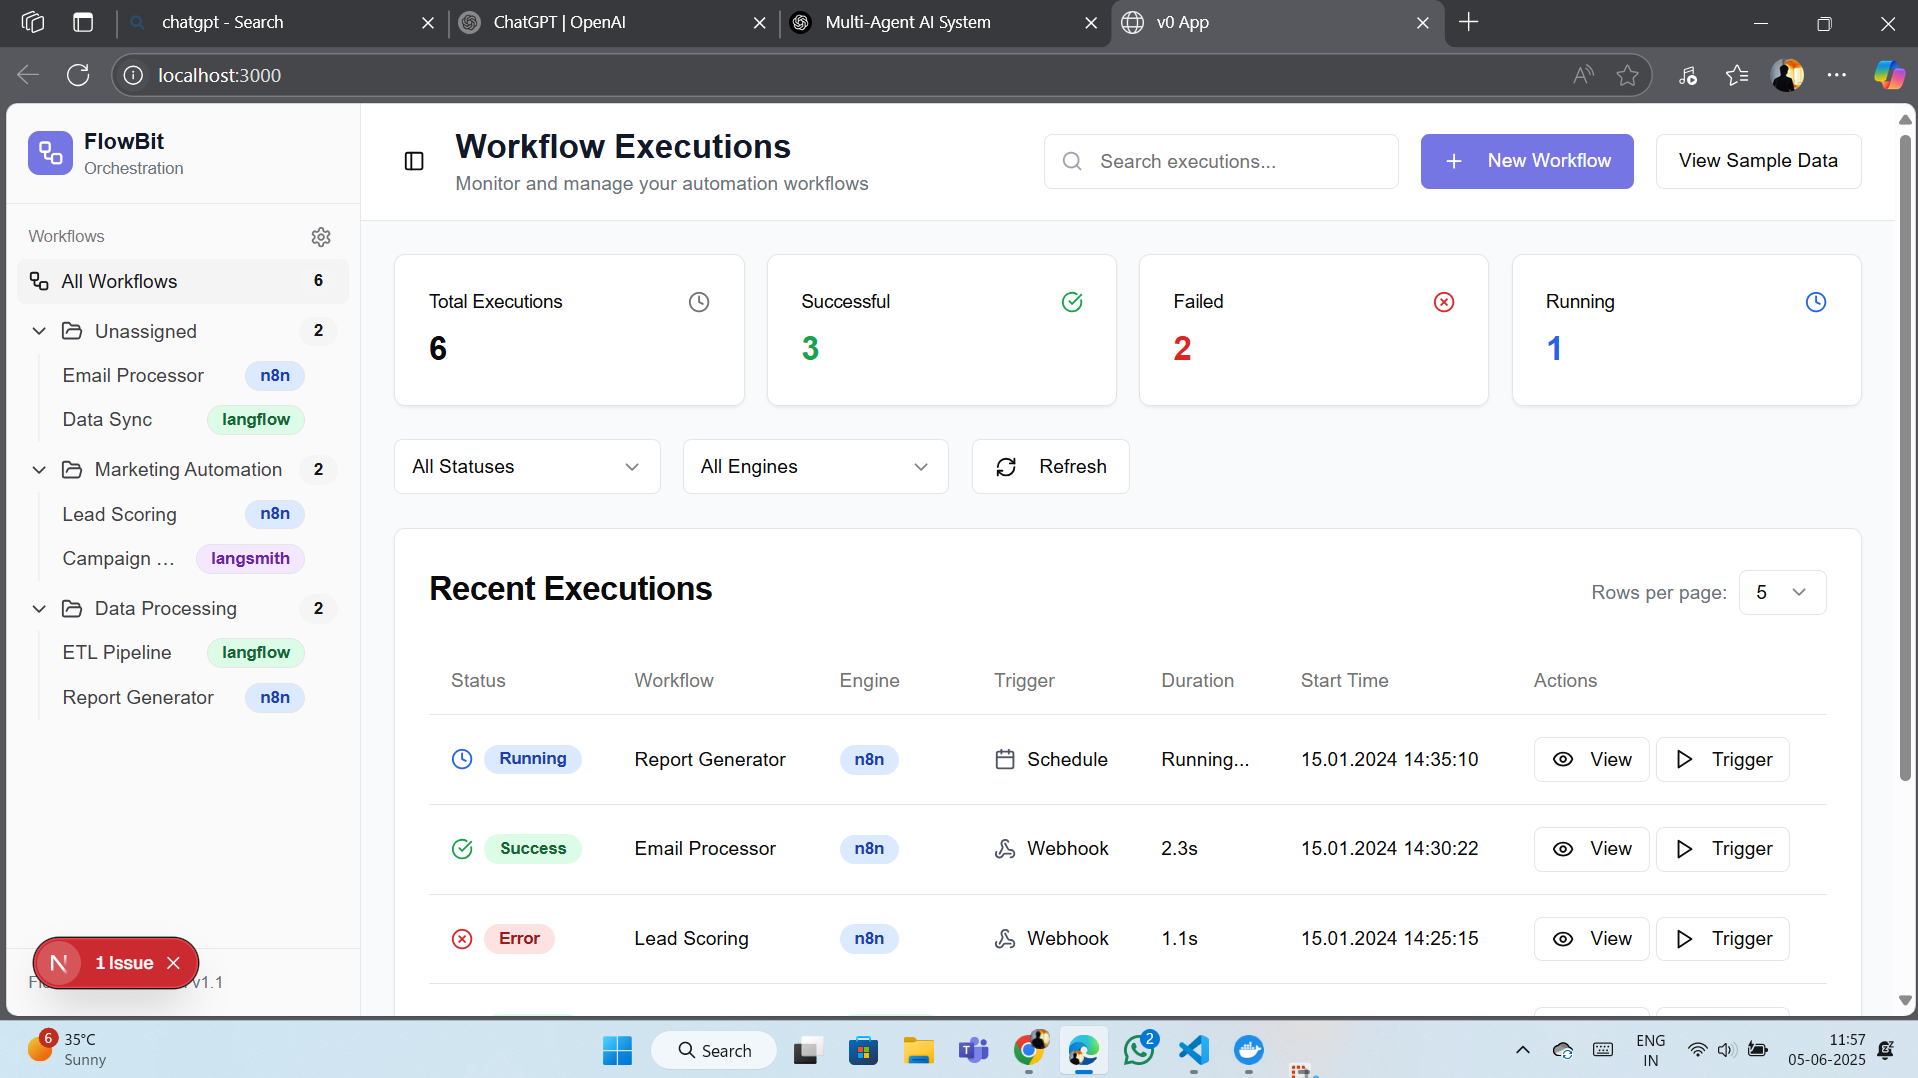 chatgpt - Search
ChatGPT | OpenAI
Multi-Agent AI System
v0 App
localhost:3000
FlowBit
Orchestration
Workflow Executions
Monitor and manage your automation workflows
Search executions...
New Workflow
View Sample Data
Workflows
All Workflows 6
Unassigned 2
Email Processor n8n
Data Sync langflow
Marketing Automation 2
Lead Scoring n8n
Campaign ... langsmith
Data Processing 2
ETL Pipeline langflow
Report Generator n8n
N 1 Issue
v1.1
Total Executions
6
Successful
3
Failed
2
Running
1
All Statuses
All Engines
Refresh
Recent Executions
Rows per page: 5
Status Workflow Engine Trigger Duration Start Time Actions
Running Report Generator n8n Schedule Running... 15.01.2024 14:35:10 View Trigger
Success Email Processor n8n Webhook 2.3s 15.01.2024 14:30:22 View Trigger
Error Lead Scoring n8n Webhook 1.1s 15.01.2024 14:25:15 View Trigger
6
35°C
Sunny
Search
2
ENG
IN
11:57
05-06-2025